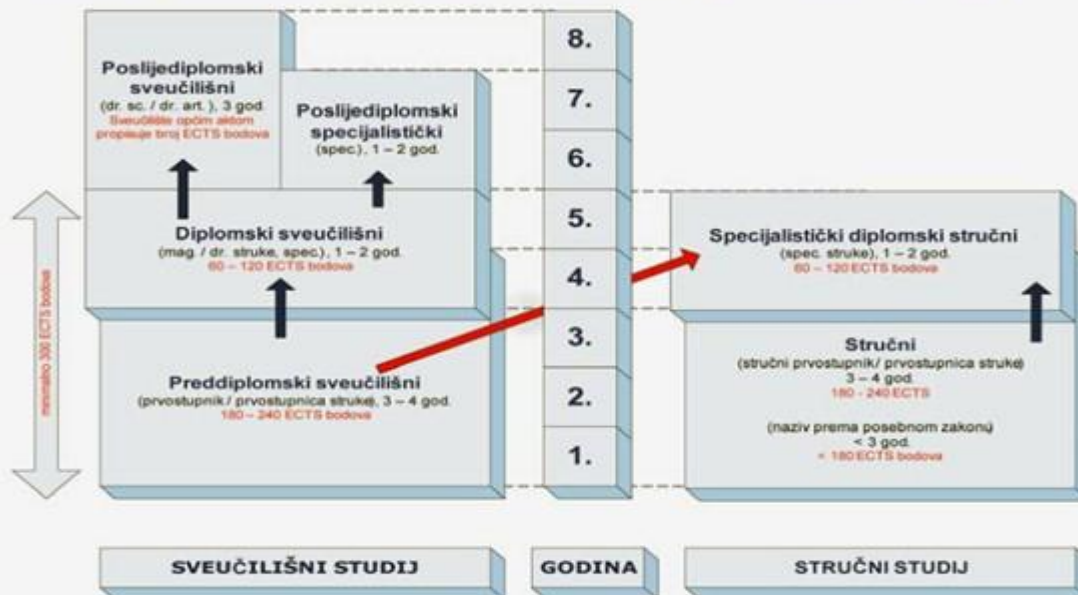 Poslijediplomski
sveučilišni
(dr. sc. / dr. art. ), 3 god.
Sveučilište općim aktom
propisuje broj ECTS bodova
Poslijediplomski
specijalistički
(spec.), 1 – 2 god.
Diplomski sveučilišni
(mag. / dr. struke, spec.), 1 – 2 god.
60 – 120 ECTS bodova
Preddiplomski sveučilišni
(prvostupnik / prvostupnica struke), 3 – 4 god.
180 – 240 ECTS bodova
minimalno 300 ECTS bodova
8.
7.
6.
5.
4.
3.
2.
1.
Specijalistički diplomski stručni
(spec. struke), 1 – 2 god.
60 – 120 ECTS bodova
Stručni
(stručni prvostupnik/ prvostupnica struke)
3 – 4 god.
180 - 240 ECTS
(naziv prema posebnom zakonu)
< 3 god.
< 180 ECTS bodova
SVEUČILIŠNI STUDIJ
GODINA
STRUČNI STUDIJ